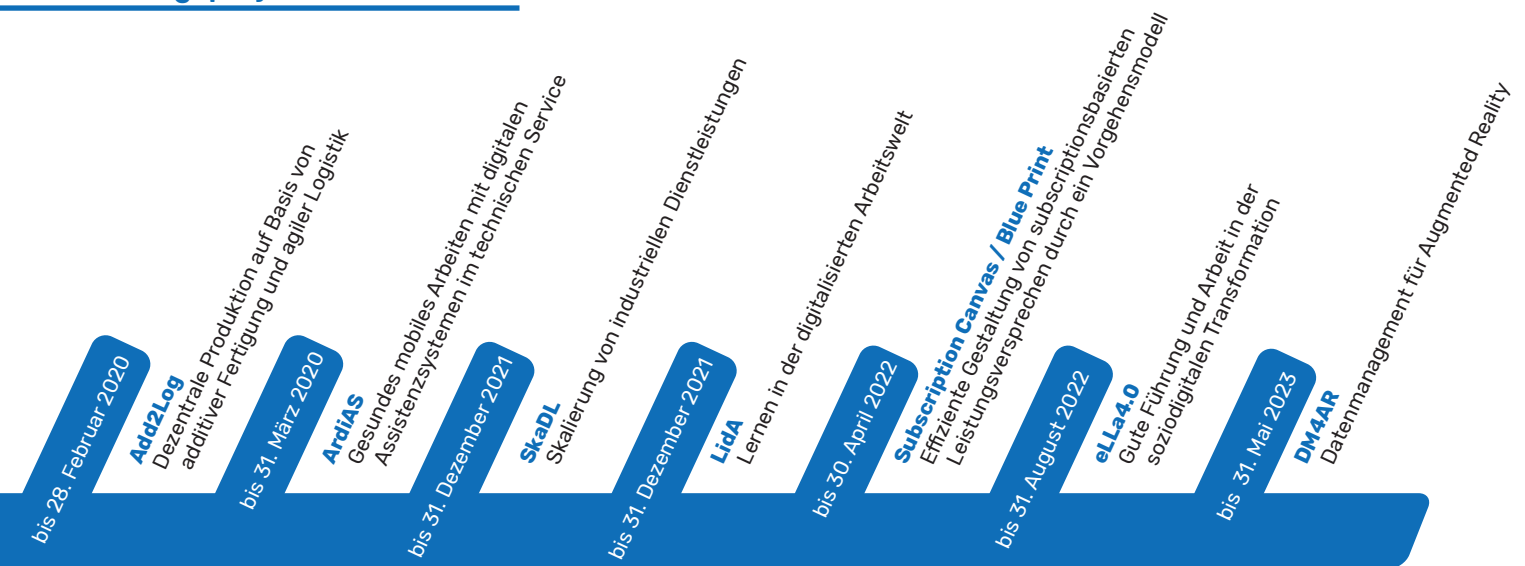 bis 28. Februar 2020
Add2Log
Dezentrale Produktion auf Basis von
additiver Fertigung und agiler Logistik
bis 31. März 2020
ArdiAS
Gesundes mobiles Arbeiten mit digitalen
Assistenzsystemen im technischen Service
bis 31. Dezember 2021
SkaDL
Skalierung von industriellen Dienstleistungen
bis 31. Dezember 2021
LidA
Lernen in der digitalisierten Arbeitswelt
bis 30. April 2022
Subscription Canvas / Blue Print
Effiziente Gestaltung von subscriptionsbasierten
Leistungsversprechen durch ein Vorgehensmodell
bis 31. August 2022
eLLa4.0
Gute Führung und Arbeit in der
soziodigitalen Transformation
bis 31. Mai 2023
DM4AR
Datenmanagement für Augmented Reality